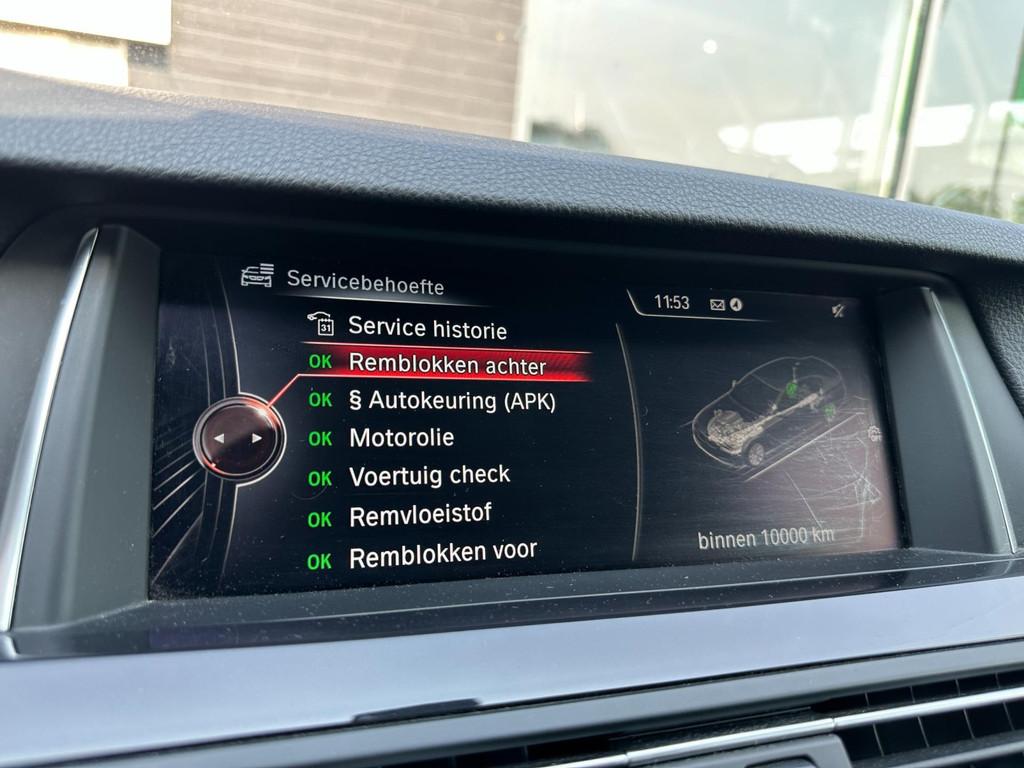 Servicebehoefte
11:53
31
Service historie
OK Remblokken achter
OK § Autokeuring (APK)
OK Motorolie
OK Voertuig check
OK Remvloeistof
OK Remblokken voor
binnen 10000 km